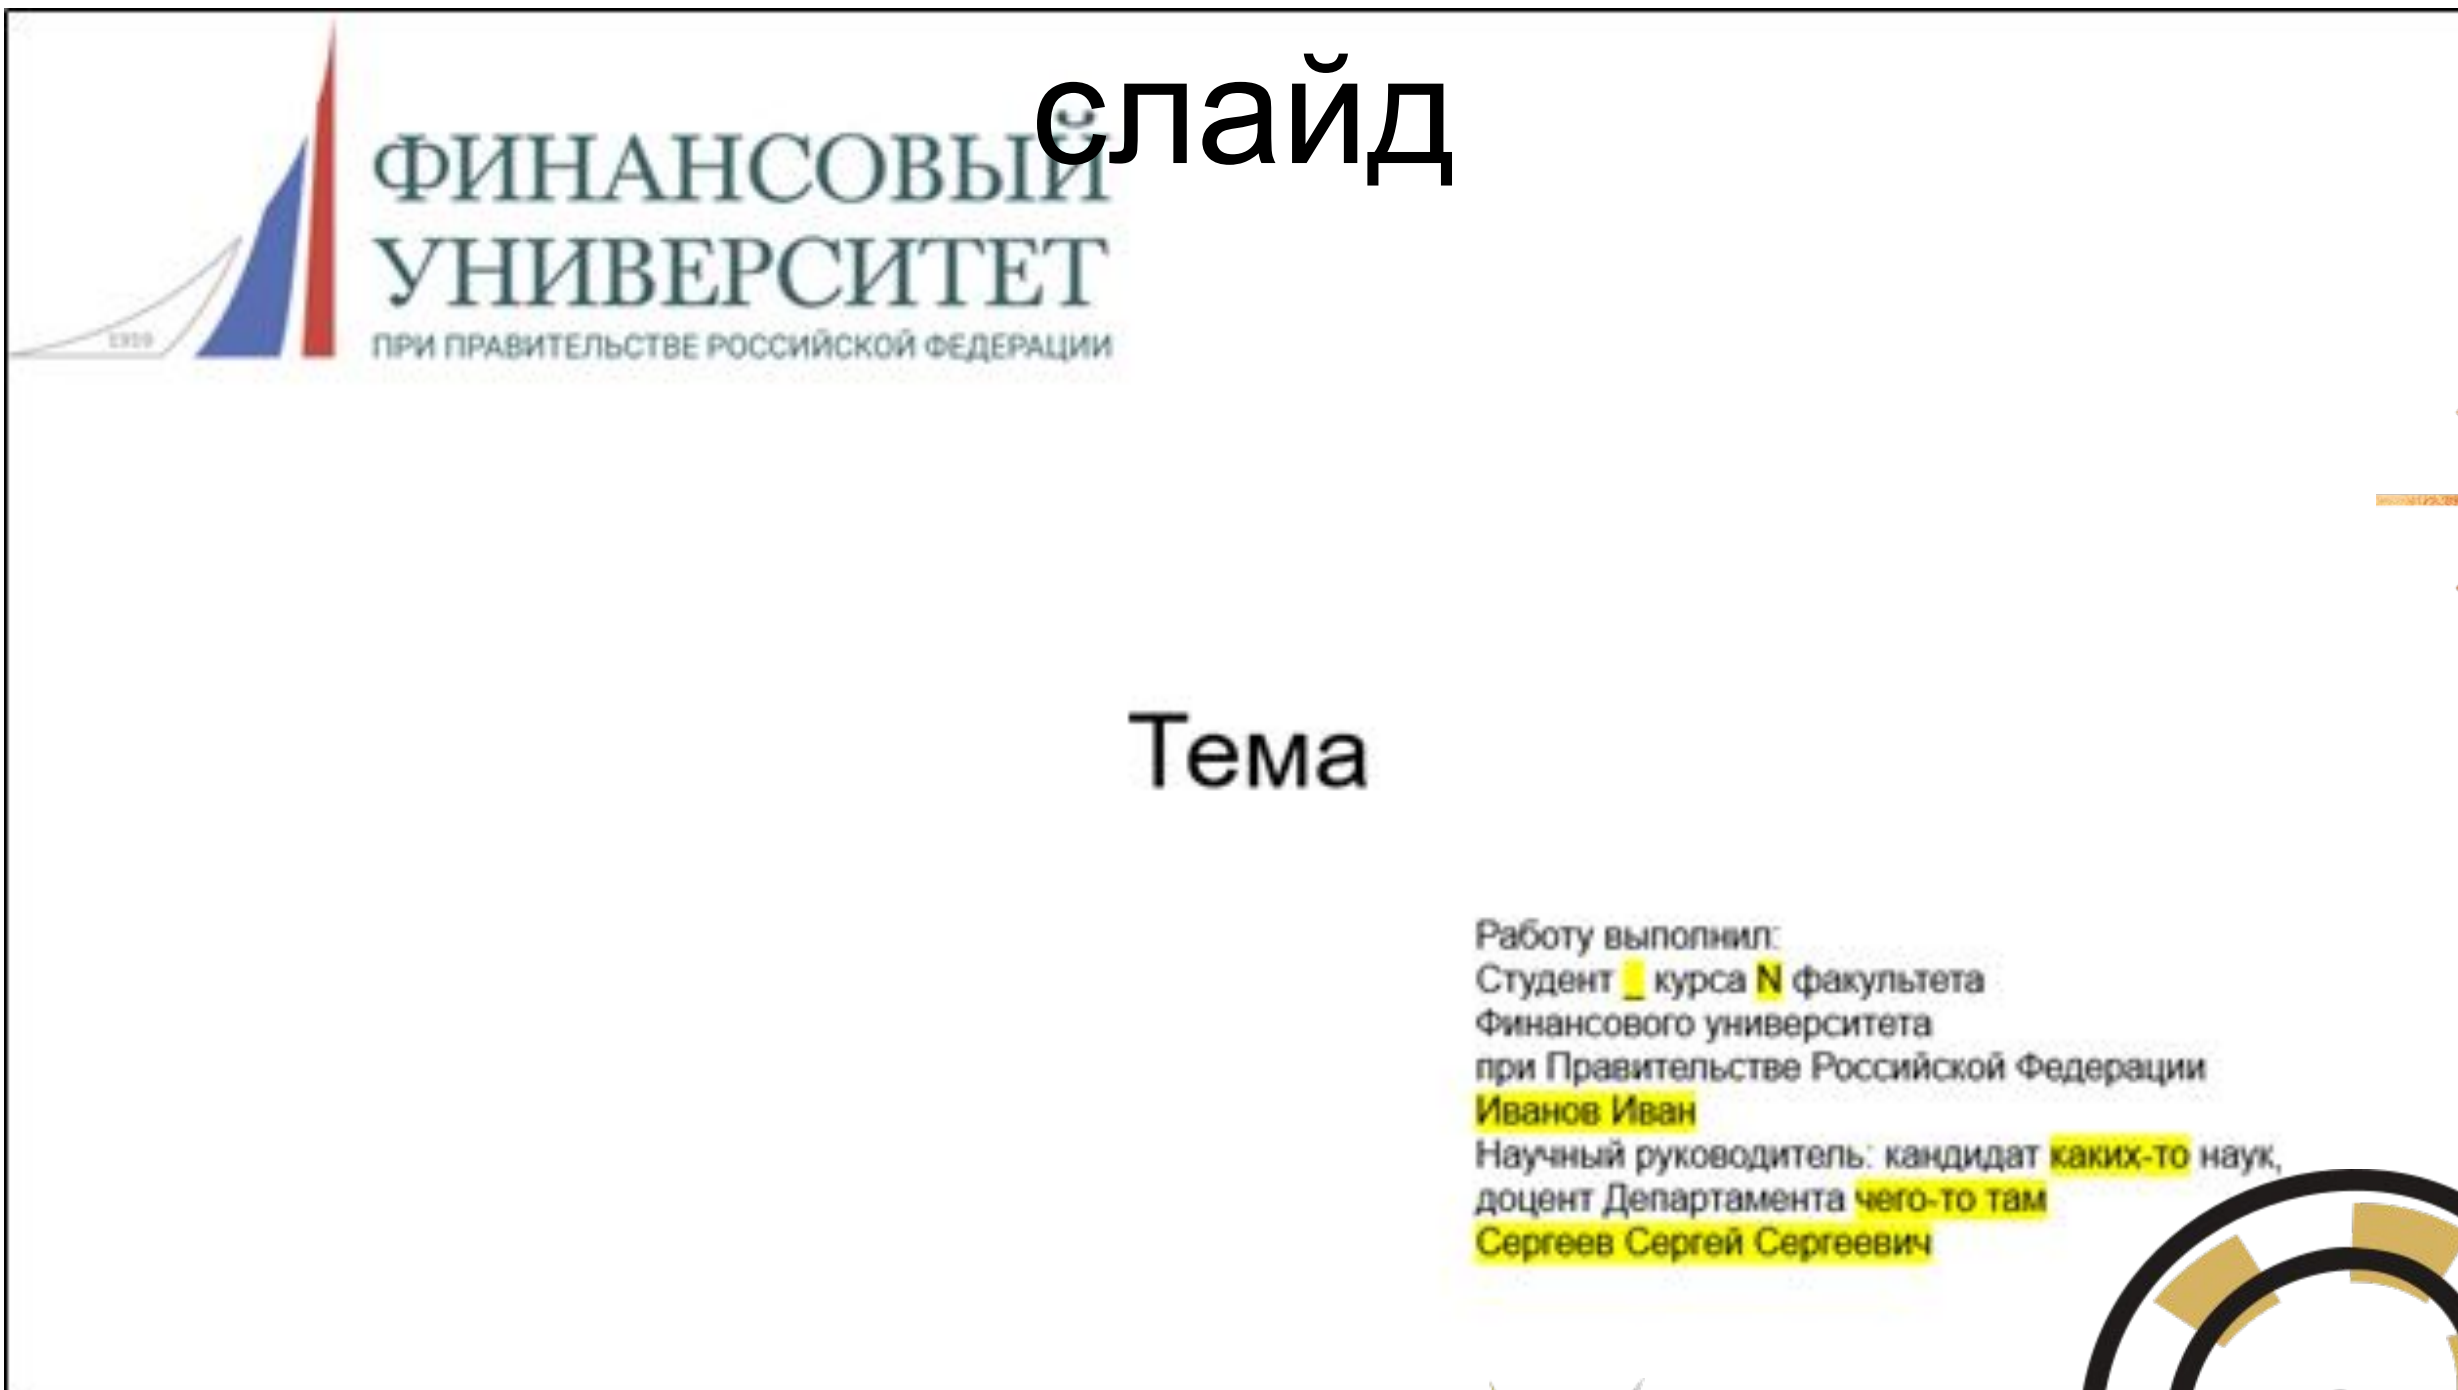 слайд
ФИНАНСОВЫЙ
УНИВЕРСИТЕТ
ПРИ ПРАВИТЕЛЬСТВЕ РОССИЙСКОЙ ФЕДЕРАЦИИ
1919
Тема
Работу выполнил:
Студент _ курса N факультета
Финансового университета
при Правительстве Российской Федерации
Иванов Иван
Научный руководитель: кандидат каких-то наук,
доцент Департамента чего-то там
Сергеев Сергей Сергеевич